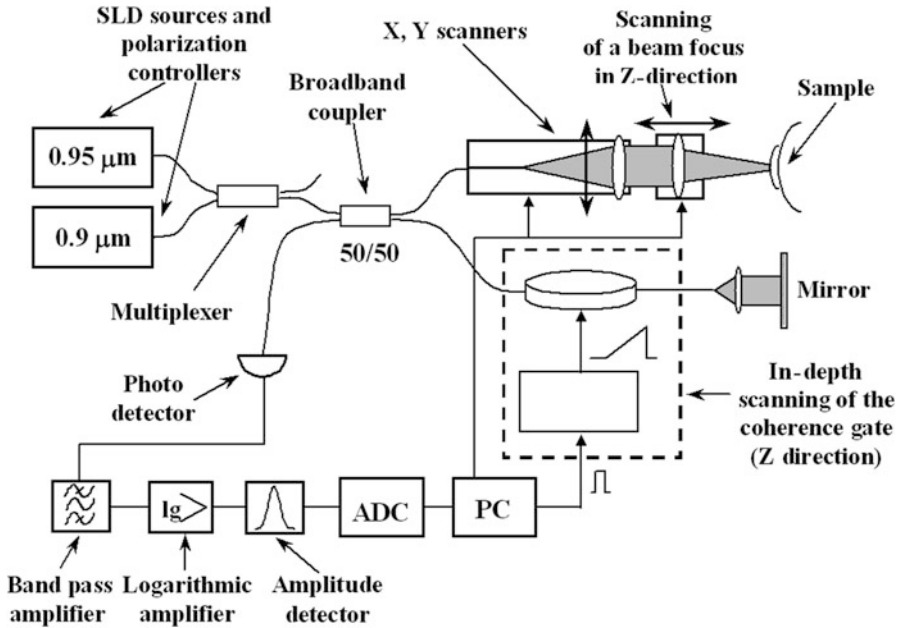 SLD sources and
polarization
controllers
X, Y scanners
Scanning
of a beam focus
in Z-direction
Broadband
coupler
Sample
0.95 µm
0.9 µm
50/50
Multiplexer
Mirror
Photo
detector
In-depth
scanning of the
coherence gate
(Z direction)
lg
ADC
PC
Band pass
amplifier
Logarithmic
amplifier
Amplitude
detector